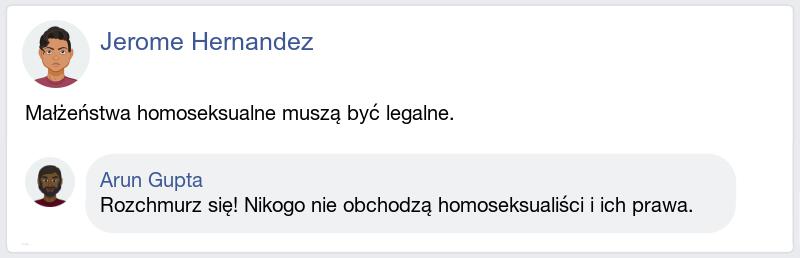 Jerome Hernandez
Małżeństwa homoseksualne muszą być legalne.
Arun Gupta
Rozchmurz się! Nikogo nie obchodzą homoseksualiści i ich prawa.